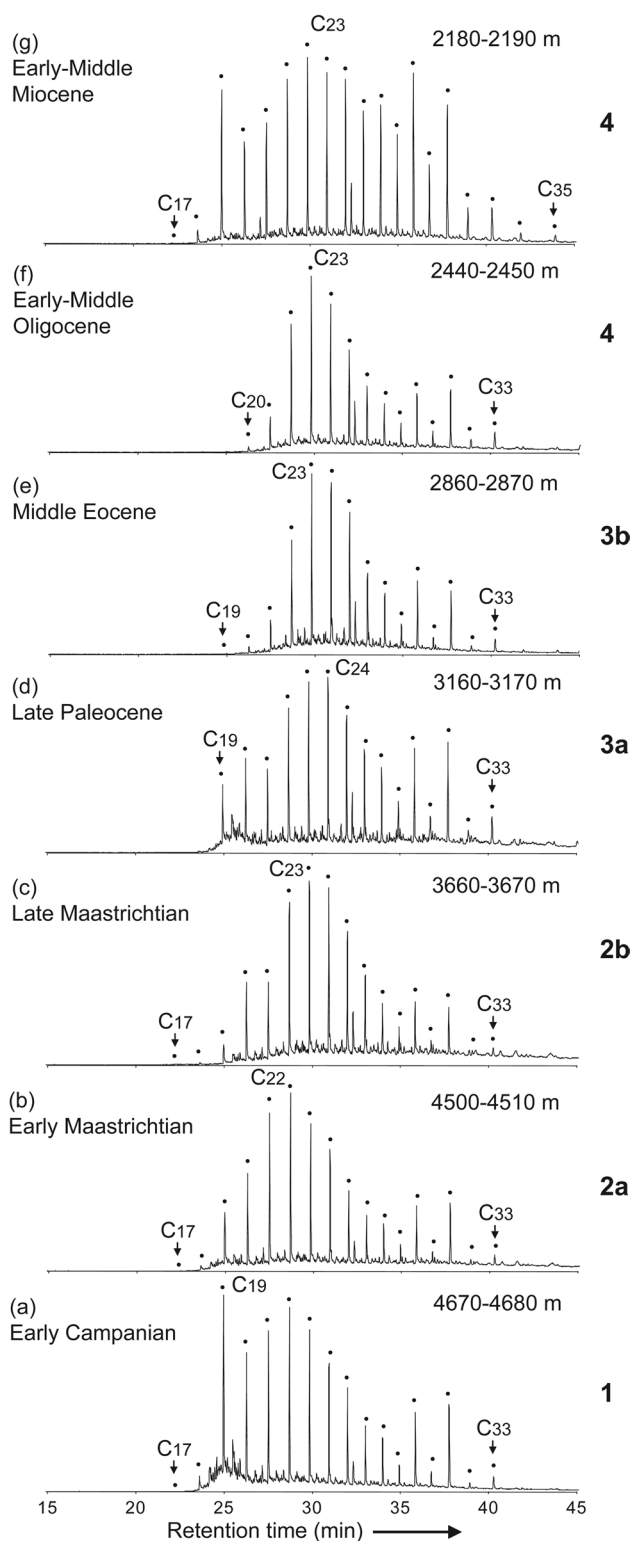 (g)
Early-Middle
Miocene
C23
2180-2190 m
4
C17
C35
(f)
Early-Middle
Oligocene
C23
2440-2450 m
4
C20
C33
(e)
Middle Eocene
C23
2860-2870 m
3b
C19
C33
(d)
Late Paleocene
C24
3160-3170 m
3a
C19
C33
(c)
Late Maastrichtian
C23
3660-3670 m
2b
C17
C33
(b)
Early Maastrichtian
C22
4500-4510 m
2a
C17
C33
(a)
Early Campanian
C19
4670-4680 m
1
C17
C33
15 20 25 30 35 40 45
Retention time (min)